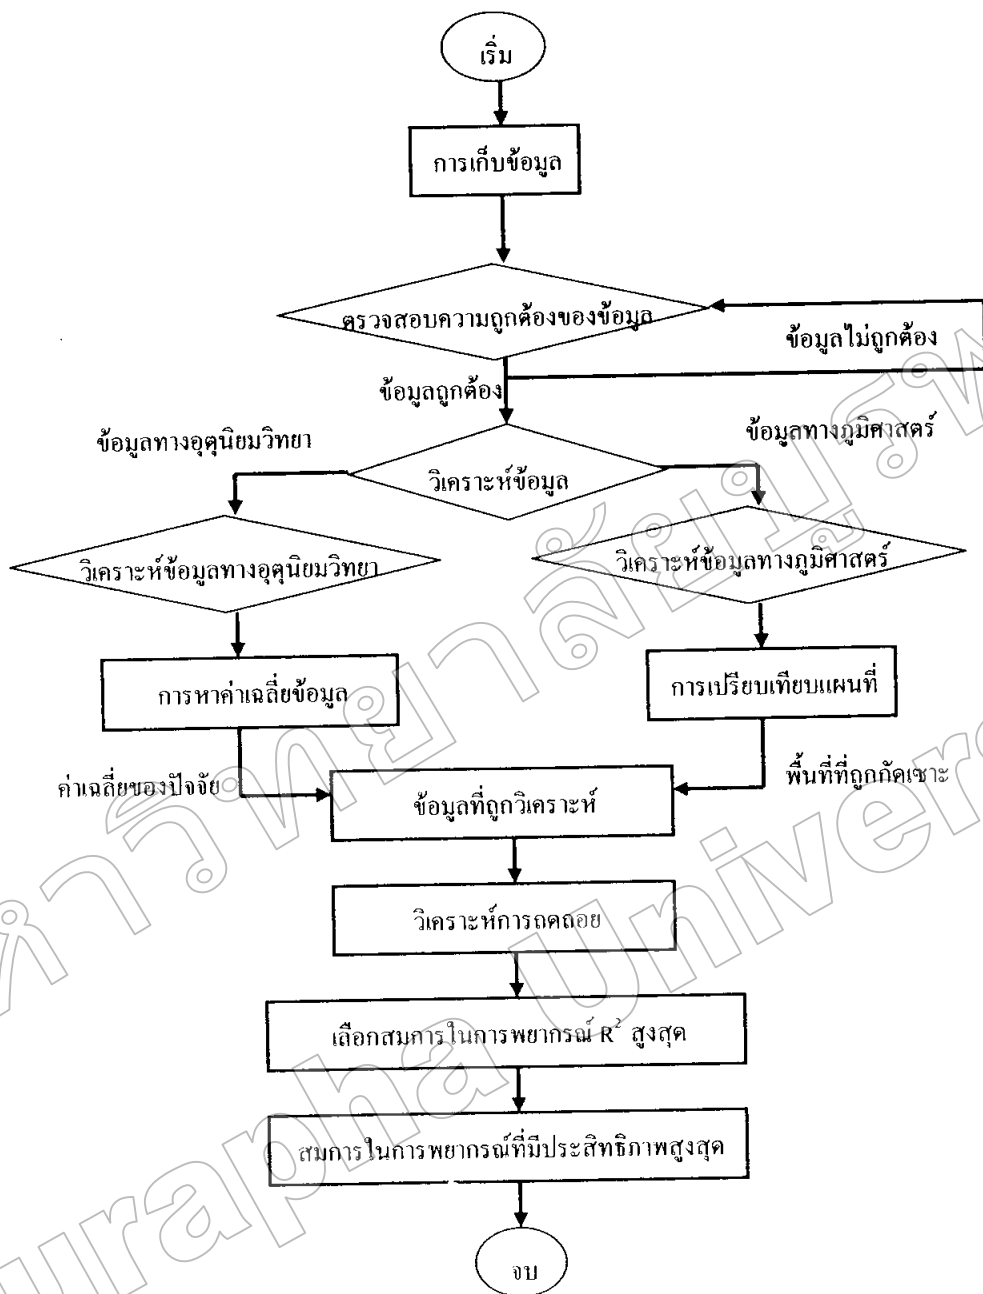 เริ่ม
การเก็บข้อมูล
ตรวจสอบความถูกต้องของข้อมูล
ข้อมูลไม่ถูกต้อง
ข้อมูลถูกต้อง
ข้อมูลทางอุตุนิยมวิทยา
ข้อมูลทางภูมิศาสตร์
วิเคราะห์ข้อมูล
วิเคราะห์ข้อมูลทางอุตุนิยมวิทยา
วิเคราะห์ข้อมูลทางภูมิศาสตร์
การหาค่าเฉลี่ยข้อมูล
การเปรียบเทียบแผนที่
ค่าเฉลี่ยของปัจจัย
พื้นที่ที่ถูกกัดเซาะ
ข้อมูลที่ถูกวิเคราะห์
วิเคราะห์การถดถอย
เลือกสมการในการพยากรณ์ R² สูงสุด
สมการในการพยากรณ์ที่มีประสิทธิภาพสูงสุด
จบ